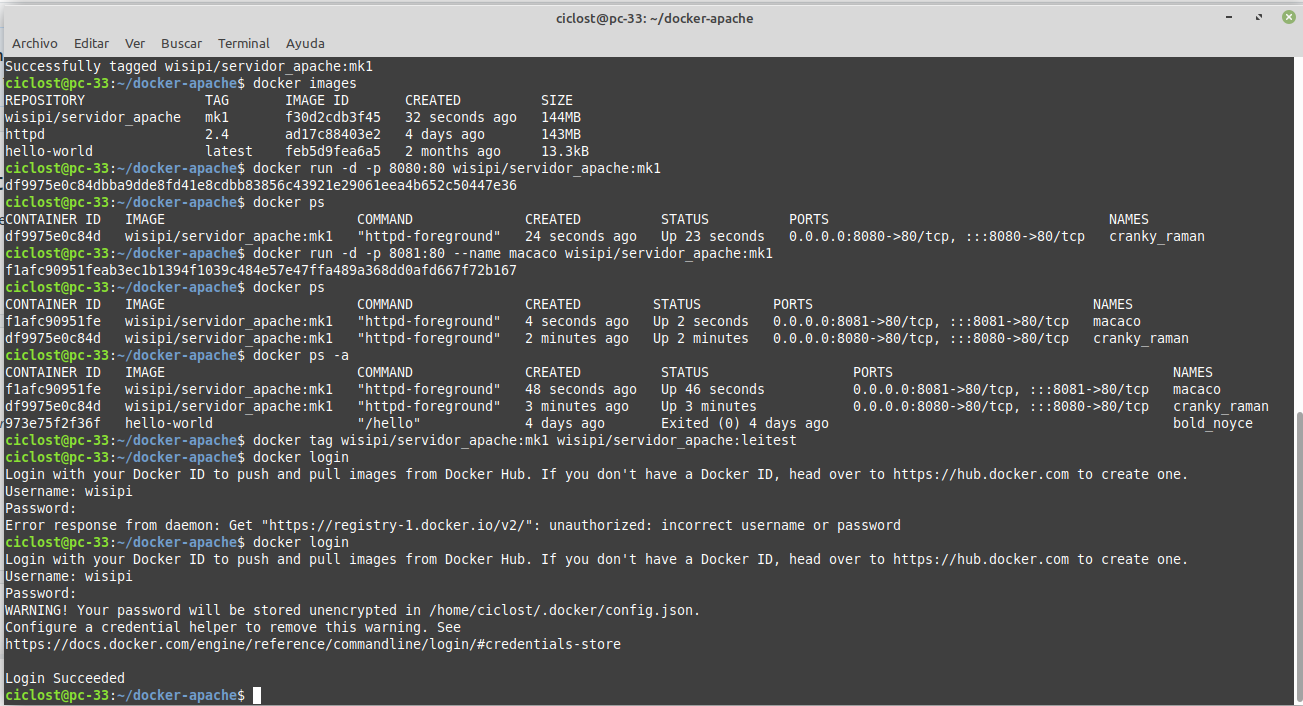 ciclost@pc-33: ~/docker-apache
Archivo Editar Ver Buscar Terminal Ayuda
Successfully tagged wisipi/servidor_apache:mk1
ciclost@pc-33:~/docker-apache$ docker images
REPOSITORY TAG IMAGE ID CREATED SIZE
wisipi/servidor_apache mk1 f30d2cdb3f45 32 seconds ago 144MB
httpd 2.4 ad17c88403e2 4 days ago 143MB
hello-world latest feb5d9fea6a5 2 months ago 13.3kB
ciclost@pc-33:~/docker-apache$ docker run -d -p 8080:80 wisipi/servidor_apache:mk1
df9975e0c84dbba9dde8fd41e8cdbb83856c43921e29061eea4b652c50447e36
ciclost@pc-33:~/docker-apache$ docker ps
CONTAINER ID IMAGE COMMAND CREATED STATUS PORTS NAMES
df9975e0c84d wisipi/servidor_apache:mk1 "httpd-foreground" 24 seconds ago Up 23 seconds 0.0.0.0:8080->80/tcp, :::8080->80/tcp cranky_raman
ciclost@pc-33:~/docker-apache$ docker run -d -p 8081:80 --name macaco wisipi/servidor_apache:mk1
f1afc90951feab3ec1b1394f1039c484e57e47ffa489a368dd0afd667f72b167
ciclost@pc-33:~/docker-apache$ docker ps
CONTAINER ID IMAGE COMMAND CREATED STATUS PORTS NAMES
f1afc90951fe wisipi/servidor_apache:mk1 "httpd-foreground" 4 seconds ago Up 2 seconds 0.0.0.0:8081->80/tcp, :::8081->80/tcp macaco
df9975e0c84d wisipi/servidor_apache:mk1 "httpd-foreground" 2 minutes ago Up 2 minutes 0.0.0.0:8080->80/tcp, :::8080->80/tcp cranky_raman
ciclost@pc-33:~/docker-apache$ docker ps -a
CONTAINER ID IMAGE COMMAND CREATED STATUS PORTS NAMES
f1afc90951fe wisipi/servidor_apache:mk1 "httpd-foreground" 48 seconds ago Up 46 seconds 0.0.0.0:8081->80/tcp, :::8081->80/tcp macaco
df9975e0c84d wisipi/servidor_apache:mk1 "httpd-foreground" 3 minutes ago Up 3 minutes 0.0.0.0:8080->80/tcp, :::8080->80/tcp cranky_raman
973e75f2f36f hello-world "/hello" 4 days ago Exited (0) 4 days ago bold_noyce
ciclost@pc-33:~/docker-apache$ docker tag wisipi/servidor_apache:mk1 wisipi/servidor_apache:leitest
ciclost@pc-33:~/docker-apache$ docker login
Login with your Docker ID to push and pull images from Docker Hub. If you don't have a Docker ID, head over to https://hub.docker.com to create one.
Username: wisipi
Password:
Error response from daemon: Get "https://registry-1.docker.io/v2/": unauthorized: incorrect username or password
ciclost@pc-33:~/docker-apache$ docker login
Login with your Docker ID to push and pull images from Docker Hub. If you don't have a Docker ID, head over to https://hub.docker.com to create one.
Username: wisipi
Password:
WARNING! Your password will be stored unencrypted in /home/ciclost/.docker/config.json.
Configure a credential helper to remove this warning. See
https://docs.docker.com/engine/reference/commandline/login/#credentials-store
Login Succeeded
ciclost@pc-33:~/docker-apache$